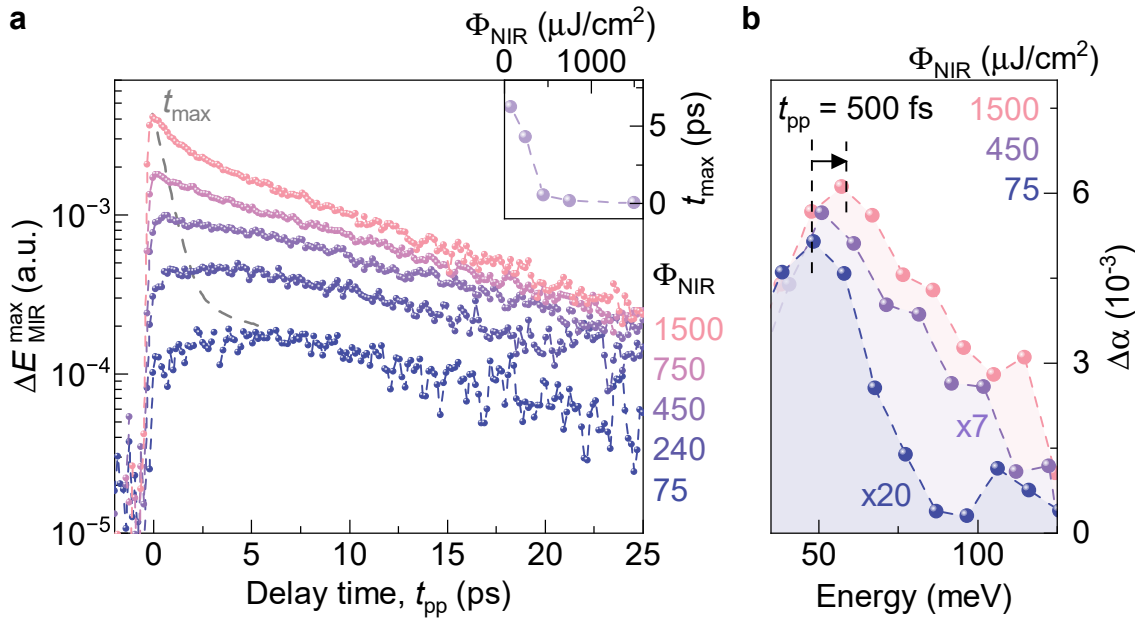 a
Φ_NIR (μJ/cm²)
0 1000
t_max
5
0
t_max (ps)
ΔE_MIR^max (a.u.)
10⁻³
10⁻⁴
10⁻⁵
Φ_NIR
1500
750
450
240
75
0 5 10 15 20 25
Delay time, t_pp (ps)
b
Φ_NIR (μJ/cm²)
t_pp = 500 fs
1500
450
75
x7
x20
6
3
0
Δα (10⁻³)
50 100
Energy (meV)